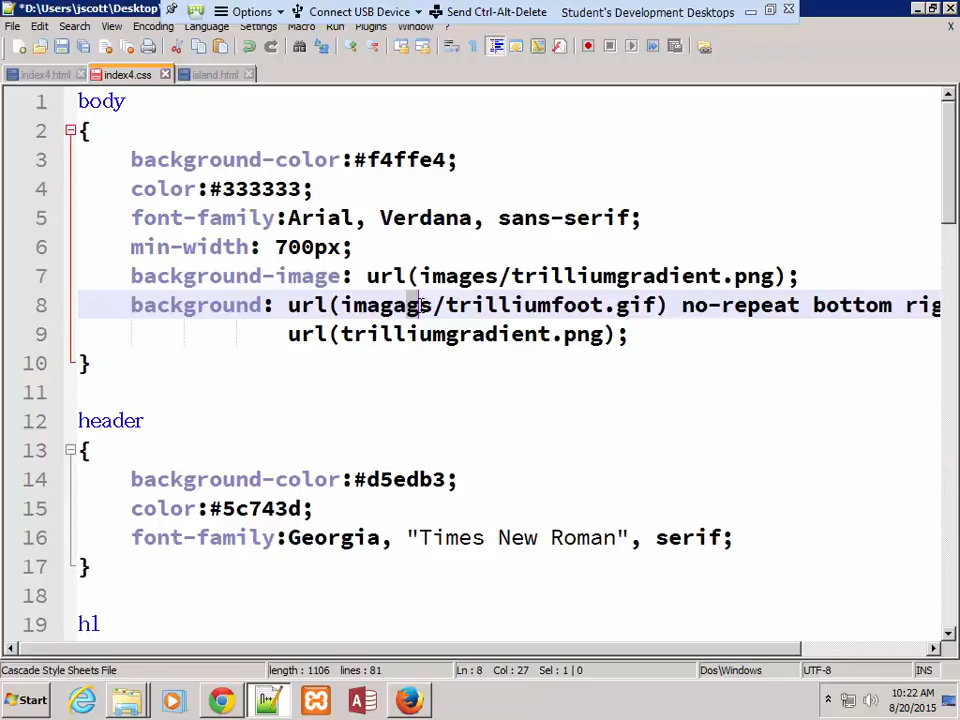 *D:\Users\jscott\Desktop\
Options
Connect USB Device
Send Ctrl-Alt-Delete
Student's Development Desktops
File Edit Search View Encoding Language Settings Macro Run Plugins Window ? X
index4.html index4.css island.html
1 body
2 {
3 background-color:#f4ffe4;
4 color:#333333;
5 font-family:Arial, Verdana, sans-serif;
6 min-width: 700px;
7 background-image: url(images/trilliumgradient.png);
8 background: url(imagags/trilliumfoot.gif) no-repeat bottom rig
9 url(trilliumgradient.png);
10 }
11
12 header
13 {
14 background-color:#d5edb3;
15 color:#5c743d;
16 font-family:Georgia, "Times New Roman", serif;
17 }
18
19 h1
Cascade Style Sheets File length : 1106 lines : 81 Ln : 8 Col : 27 Sel : 1 | 0 Dos\Windows UTF-8 INS
Start
10:22 AM
8/20/2015